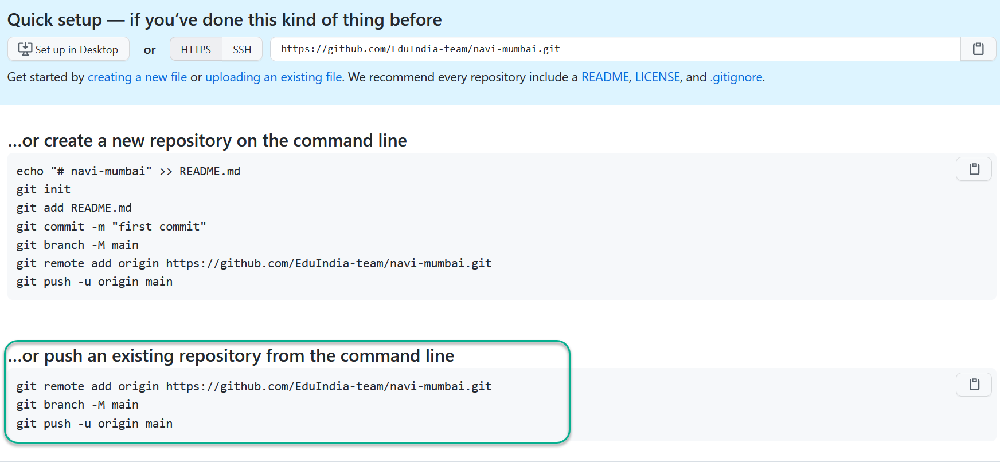 Quick setup — if you’ve done this kind of thing before
Set up in Desktop or HTTPS SSH https://github.com/EduIndia-team/navi-mumbai.git
Get started by creating a new file or uploading an existing file. We recommend every repository include a README, LICENSE, and .gitignore.
…or create a new repository on the command line
echo "# navi-mumbai" >> README.md
git init
git add README.md
git commit -m "first commit"
git branch -M main
git remote add origin https://github.com/EduIndia-team/navi-mumbai.git
git push -u origin main
…or push an existing repository from the command line
git remote add origin https://github.com/EduIndia-team/navi-mumbai.git
git branch -M main
git push -u origin main